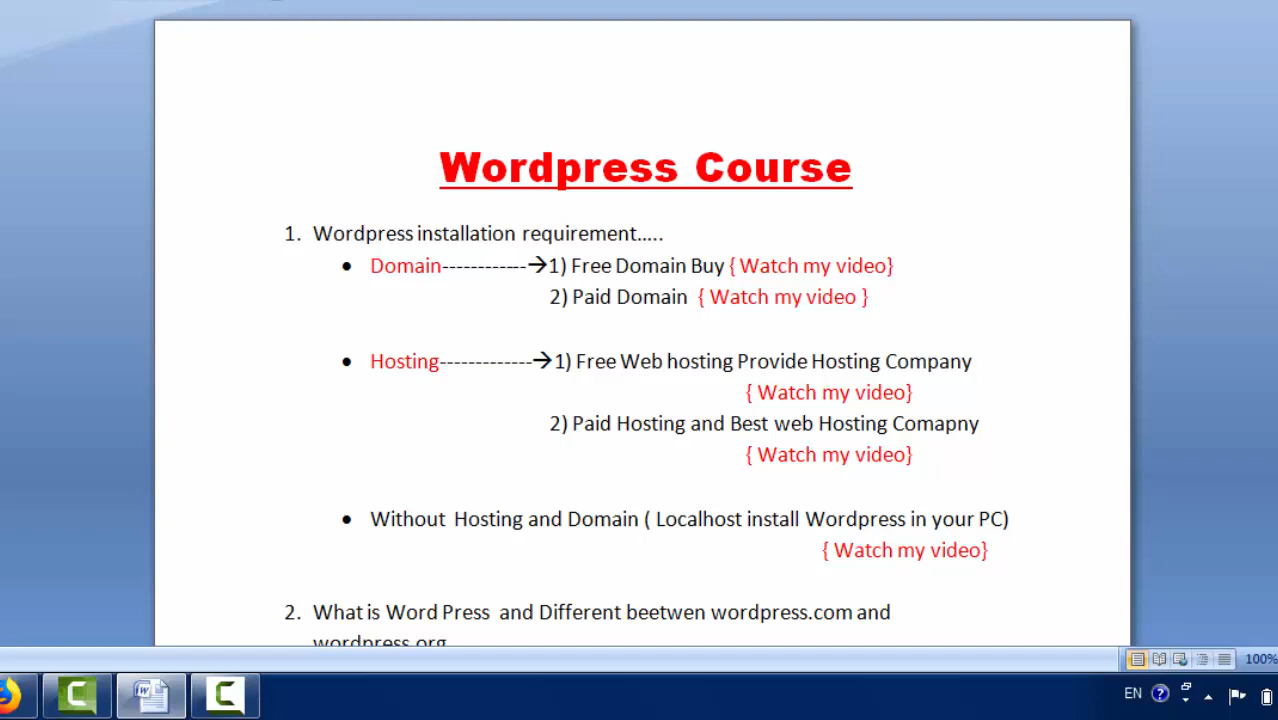 Wordpress Course
1. Wordpress installation requirement.....
• Domain------------→1) Free Domain Buy { Watch my video}
2) Paid Domain { Watch my video }
• Hosting-------------→1) Free Web hosting Provide Hosting Company
{ Watch my video}
2) Paid Hosting and Best web Hosting Comapny
{ Watch my video}
• Without Hosting and Domain ( Localhost install Wordpress in your PC)
{ Watch my video}
2. What is Word Press and Different beetwen wordpress.com and
wordpress.org
100%
EN